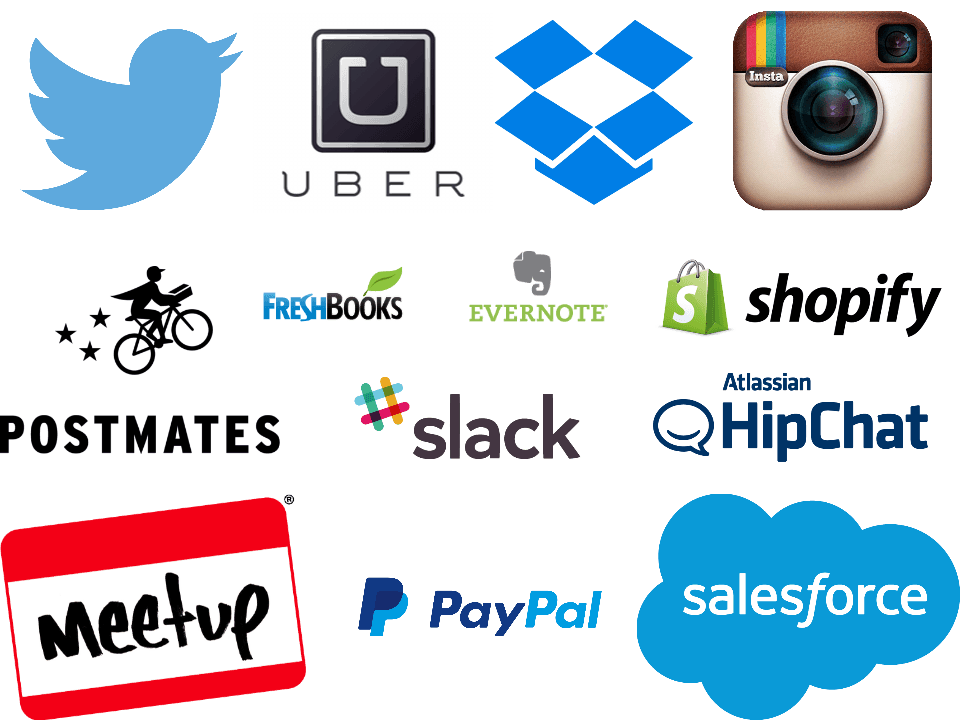 U
UBER
Insta
FRESHBOOKS
EVERNOTE®
S
shopify
POSTMATES
slack
Atlassian
HipChat
meetup®
P PayPal
salesforce